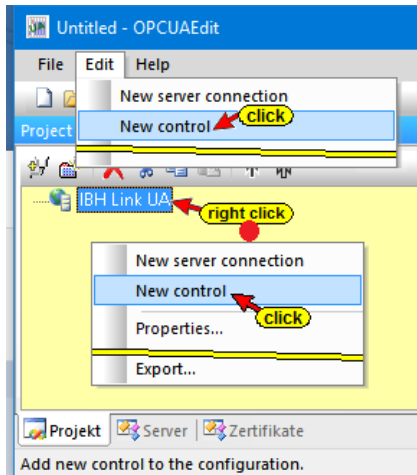 Untitled - OPCUAEdit
File Edit Help
New server connection
New control
click
Project
IBH Link UA
right click
New server connection
New control
click
Properties...
Export...
Projekt Server Zertifikate
Add new control to the configuration.